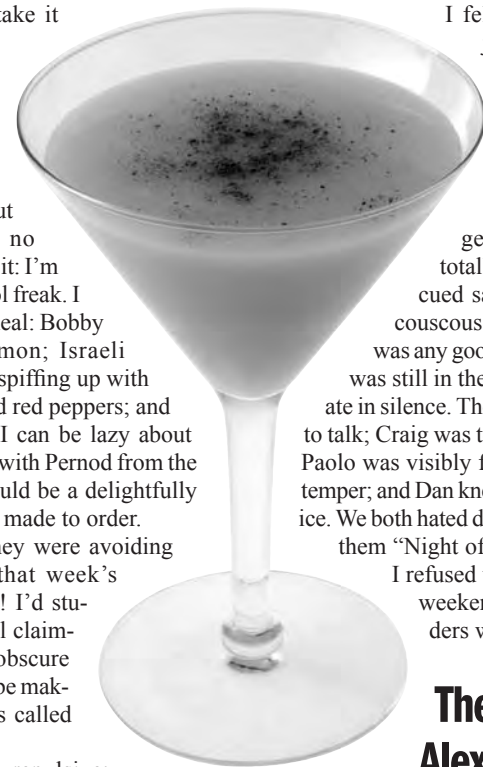 take it
ut
no
it: I'm
ol freak. I
eal: Bobby
mon; Israeli
spiffing up with
d red peppers; and
I can be lazy about
with Pernod from the
uld be a delightfully
made to order.
hey were avoiding
that week's
! I'd stu-
l claim-
obscure
be mak-
s called
I fe
ge
total
cued sa
couscous
was any goo
was still in the
ate in silence. Th
to talk; Craig was t
Paolo was visibly f
temper; and Dan kno
ice. We both hated d
them “Night of
I refused
weeken
ders w
The
Alex